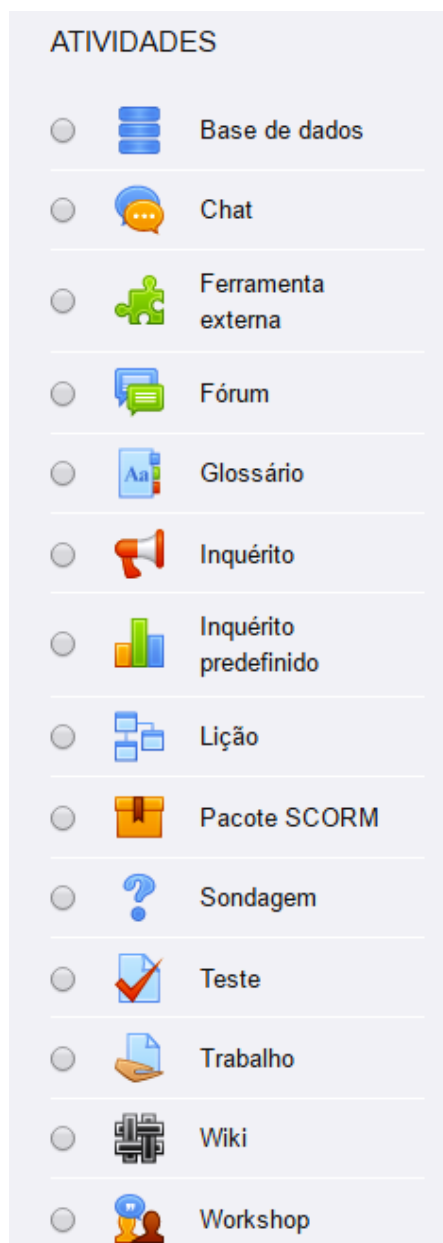 ATIVIDADES
Base de dados
Chat
Ferramenta
externa
Fórum
Aa
Glossário
Inquérito
Inquérito
predefinido
Lição
Pacote SCORM
?
Sondagem
Teste
Trabalho
Wiki
Workshop